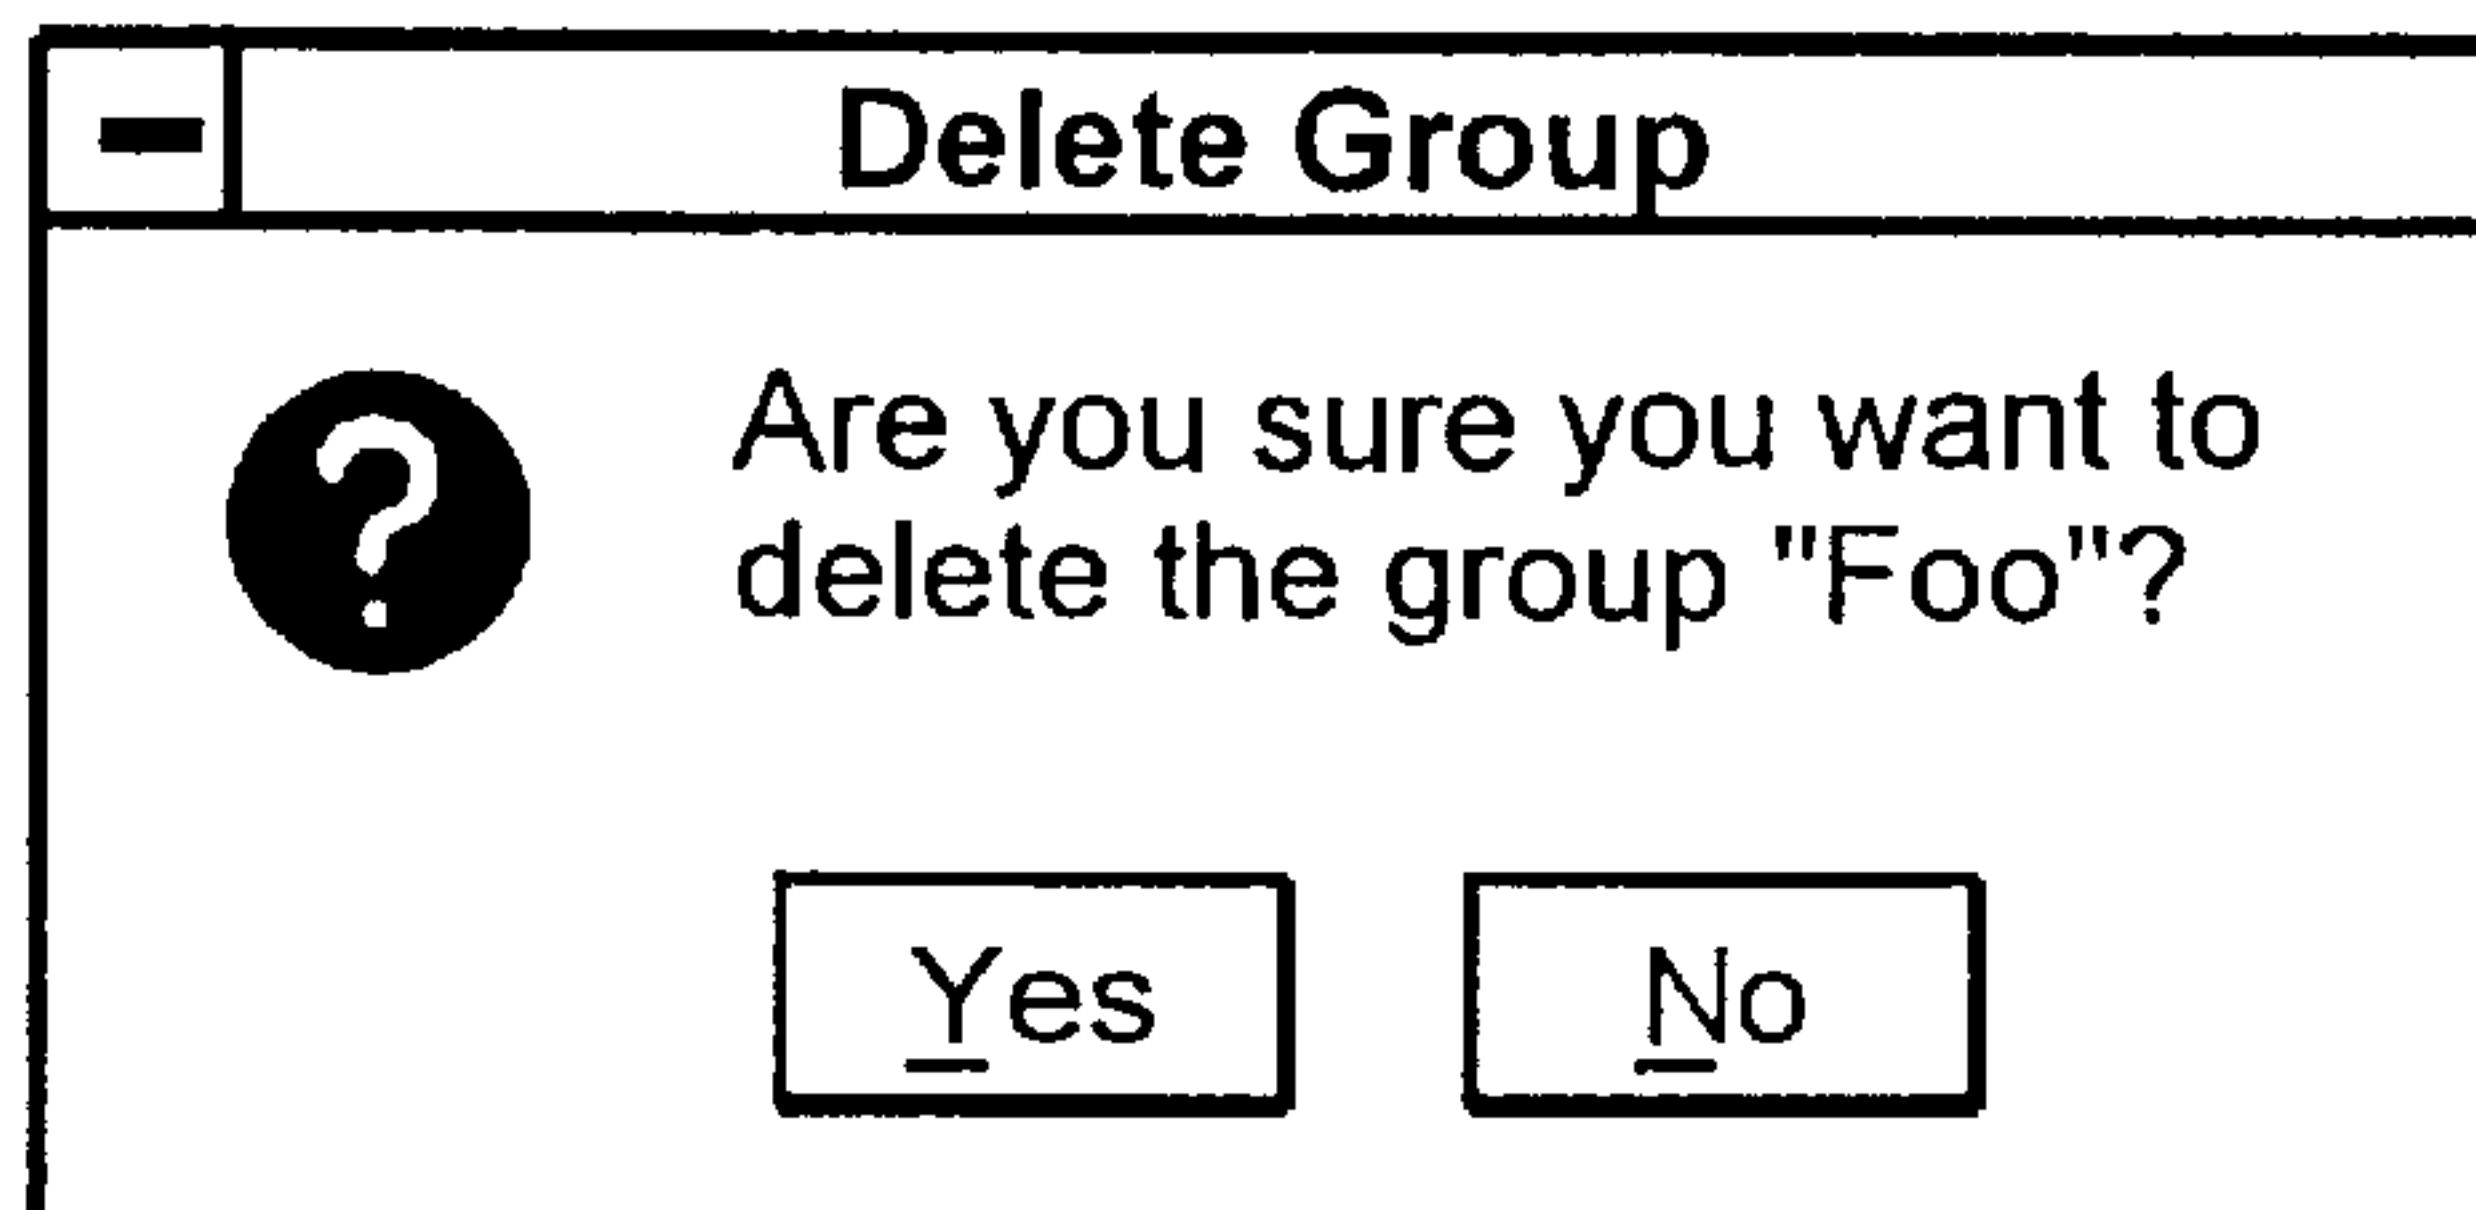 Delete Group
Are you sure you want to
delete the group "Foo"?
Yes
No